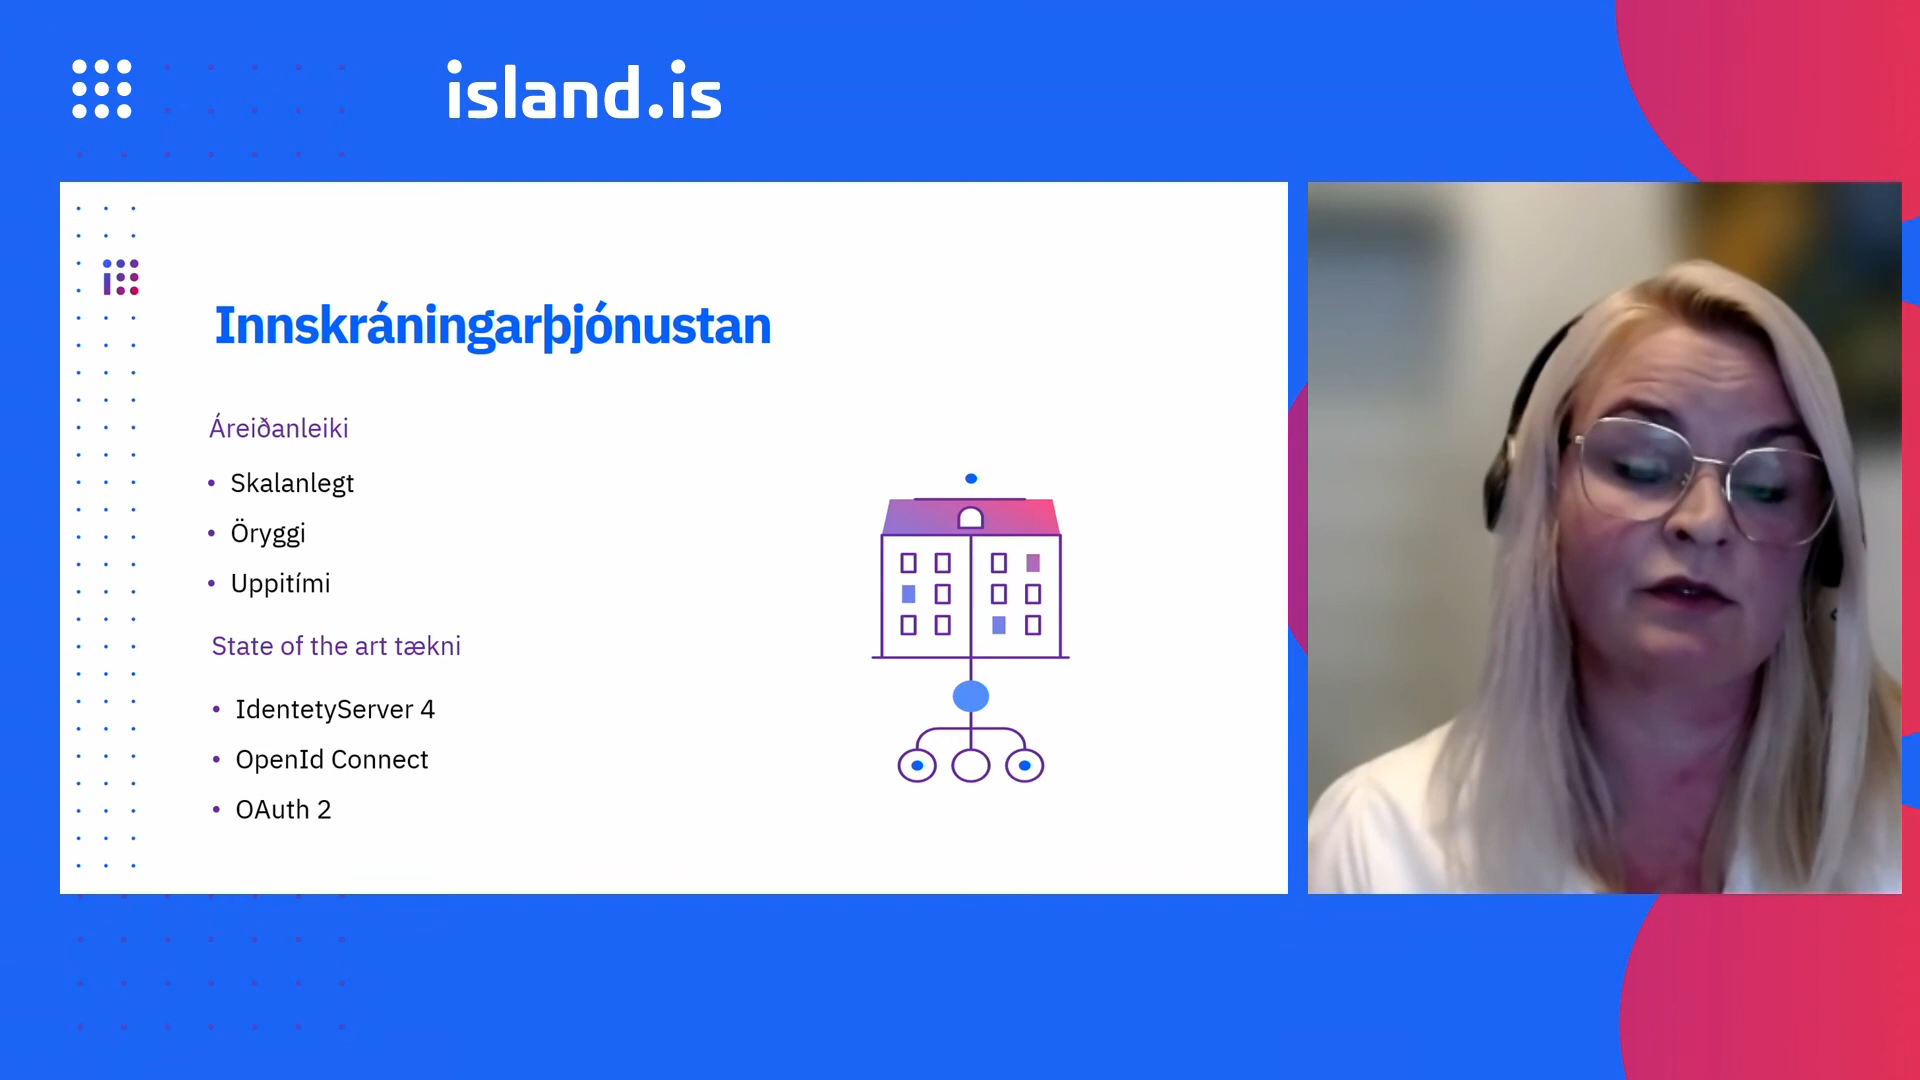 island.is
Innskráningarþjónustan
Áreiðanleiki
• Skalanlegt
• Öryggi
• Uppitími
State of the art tækni
• IdentetyServer 4
• OpenId Connect
• OAuth 2